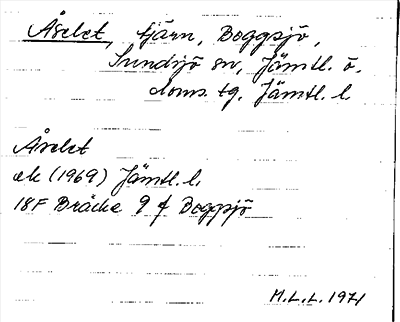 Åselet, tjärn, Boggsjö,
Sundsjö sn, Jämtl. ö.
doms. tg. Jämtl. l.
Åselet
ek (1969) Jämtl. l.
18F Bräcke 9 f Boggsjö
M.L.L. 1971